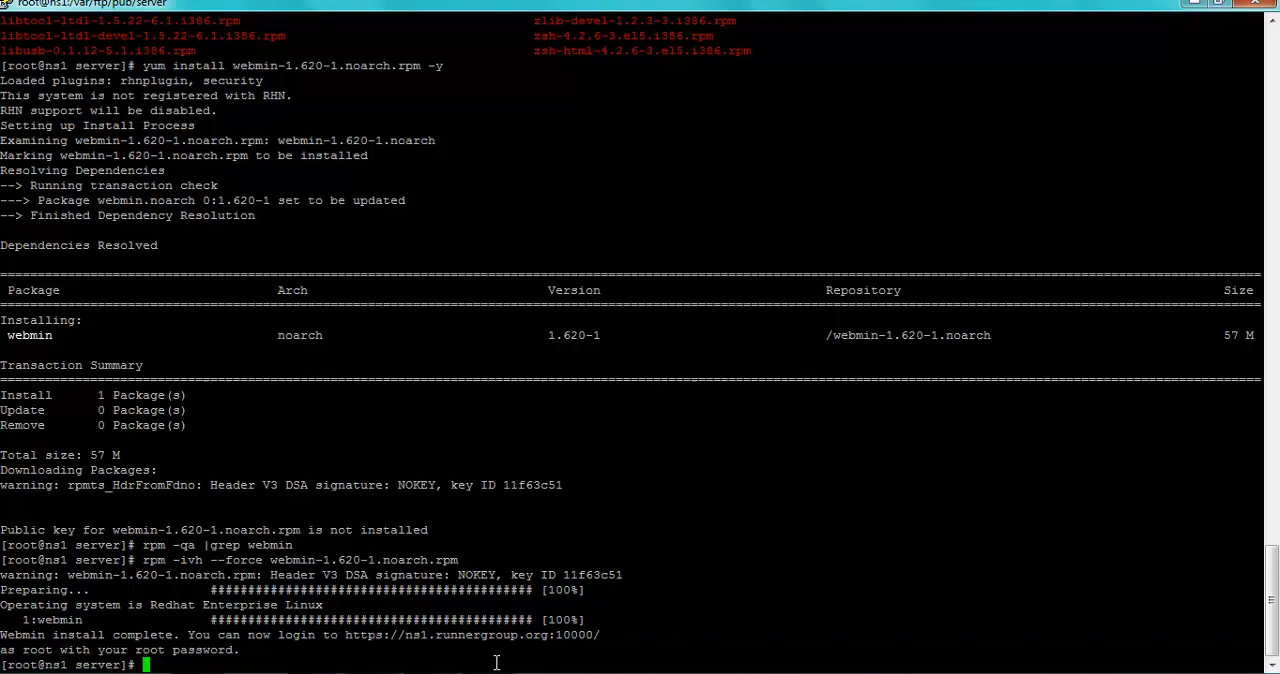 root@ns1:/var/ftp/pub/server
libtool-ltdl-1.5.22-6.1.i386.rpm zlib-devel-1.2.3-3.i386.rpm
libtool-ltdl-devel-1.5.22-6.1.i386.rpm zsh-4.2.6-3.el5.i386.rpm
libusb-0.1.12-5.1.i386.rpm zsh-html-4.2.6-3.el5.i386.rpm
[root@ns1 server]# yum install webmin-1.620-1.noarch.rpm -y
Loaded plugins: rhnplugin, security
This system is not registered with RHN.
RHN support will be disabled.
Setting up Install Process
Examining webmin-1.620-1.noarch.rpm: webmin-1.620-1.noarch
Marking webmin-1.620-1.noarch.rpm to be installed
Resolving Dependencies
--> Running transaction check
---> Package webmin.noarch 0:1.620-1 set to be updated
--> Finished Dependency Resolution
Dependencies Resolved
Package Arch Version Repository Size
Installing:
webmin noarch 1.620-1 /webmin-1.620-1.noarch 57 M
Transaction Summary
Install 1 Package(s)
Update 0 Package(s)
Remove 0 Package(s)
Total size: 57 M
Downloading Packages:
warning: rpmts_HdrFromFdno: Header V3 DSA signature: NOKEY, key ID 11f63c51
Public key for webmin-1.620-1.noarch.rpm is not installed
[root@ns1 server]# rpm -qa |grep webmin
[root@ns1 server]# rpm -ivh --force webmin-1.620-1.noarch.rpm
warning: webmin-1.620-1.noarch.rpm: Header V3 DSA signature: NOKEY, key ID 11f63c51
Preparing... ########################################### [100%]
Operating system is Redhat Enterprise Linux
1:webmin ########################################### [100%]
Webmin install complete. You can now login to https://ns1.runnergroup.org:10000/
as root with your root password.
[root@ns1 server]#